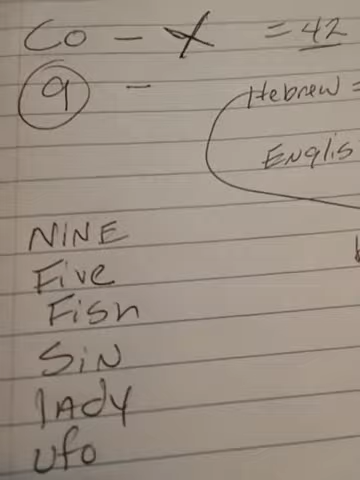 Co - X = 42
9 -
Hebrew =
Englis
NINE
Five
Fish
SiN
lAdy
ufo